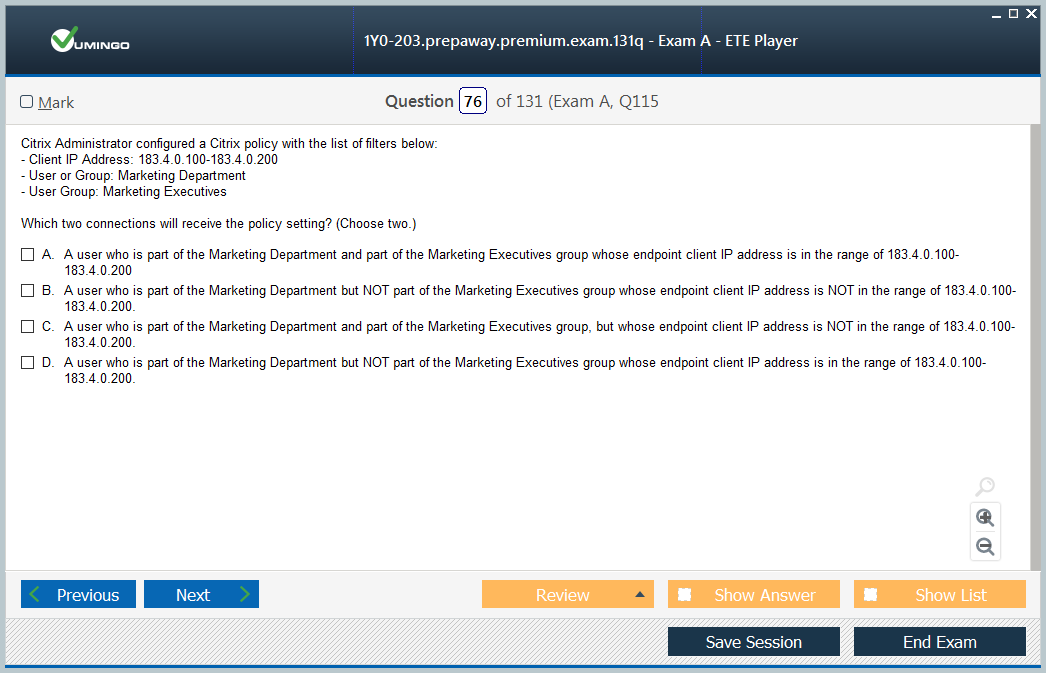 VUMINGO
1Y0-203.prepaway.premium.exam.131q - Exam A - ETE Player
Mark
Question 76 of 131 (Exam A, Q115
Citrix Administrator configured a Citrix policy with the list of filters below:
- Client IP Address: 183.4.0.100-183.4.0.200
- User or Group: Marketing Department
- User Group: Marketing Executives
Which two connections will receive the policy setting? (Choose two.)
A. A user who is part of the Marketing Department and part of the Marketing Executives group whose endpoint client IP address is in the range of 183.4.0.100-
183.4.0.200
B. A user who is part of the Marketing Department but NOT part of the Marketing Executives group whose endpoint client IP address is NOT in the range of 183.4.0.100-
183.4.0.200.
C. A user who is part of the Marketing Department and part of the Marketing Executives group, but whose endpoint client IP address is NOT in the range of 183.4.0.100-
183.4.0.200.
D. A user who is part of the Marketing Department but NOT part of the Marketing Executives group whose endpoint client IP address is in the range of 183.4.0.100-
183.4.0.200.
Previous
Next
Review
Show Answer
Show List
Save Session
End Exam